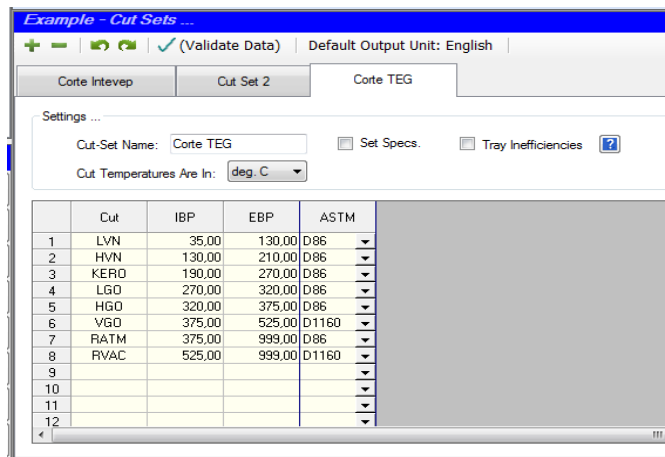 Example - Cut Sets ...
(Validate Data) Default Output Unit: English
Corte Intevep Cut Set 2 Corte TEG
Settings ...
Cut-Set Name: Corte TEG Set Specs. Tray Inefficiencies ?
Cut Temperatures Are In: deg. C
Cut IBP EBP ASTM
1 LVN 35,00 130,00 D86
2 HVN 130,00 210,00 D86
3 KERO 190,00 270,00 D86
4 LGO 270,00 320,00 D86
5 HGO 320,00 375,00 D86
6 VGO 375,00 525,00 D1160
7 RATM 375,00 999,00 D86
8 RVAC 525,00 999,00 D1160
9
10
11
12